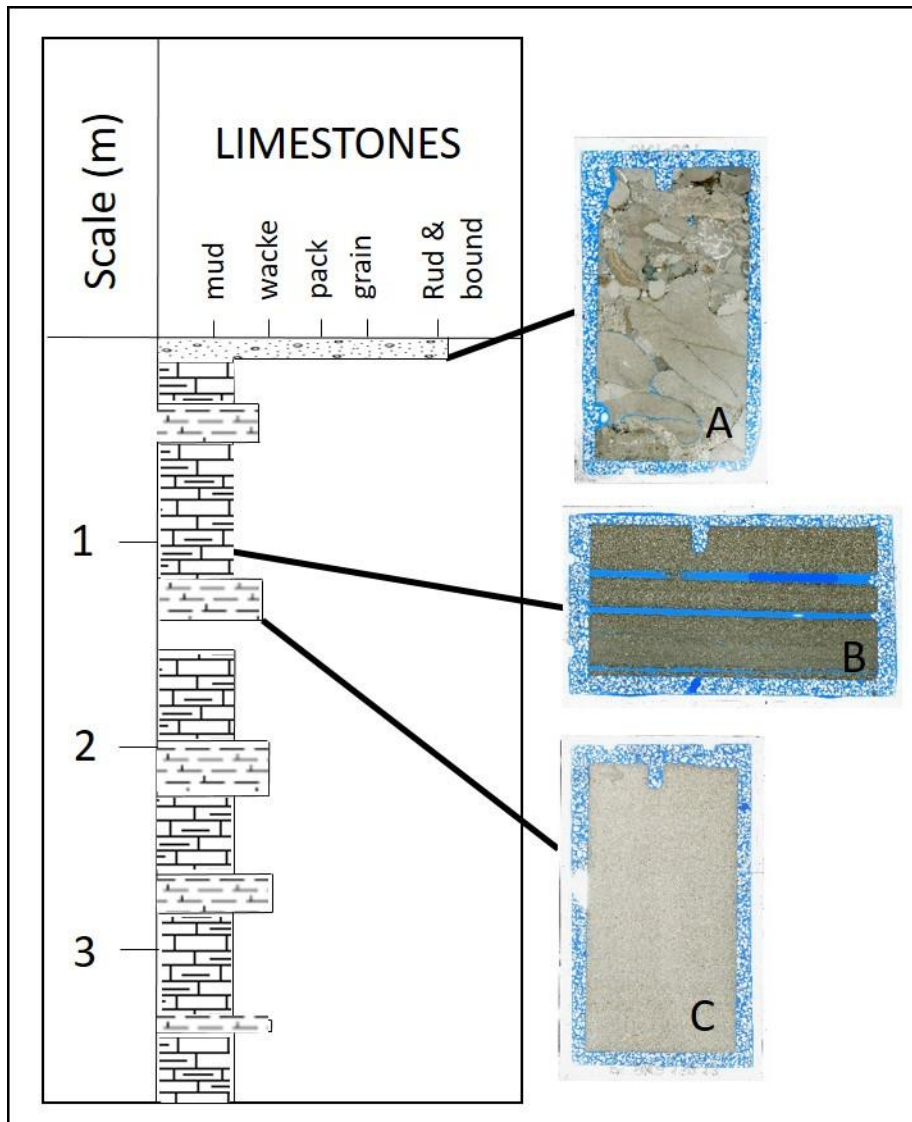 Scale (m)
LIMESTONES
mud
wacke
pack
grain
Rud &
bound
A
1
B
2
3
C